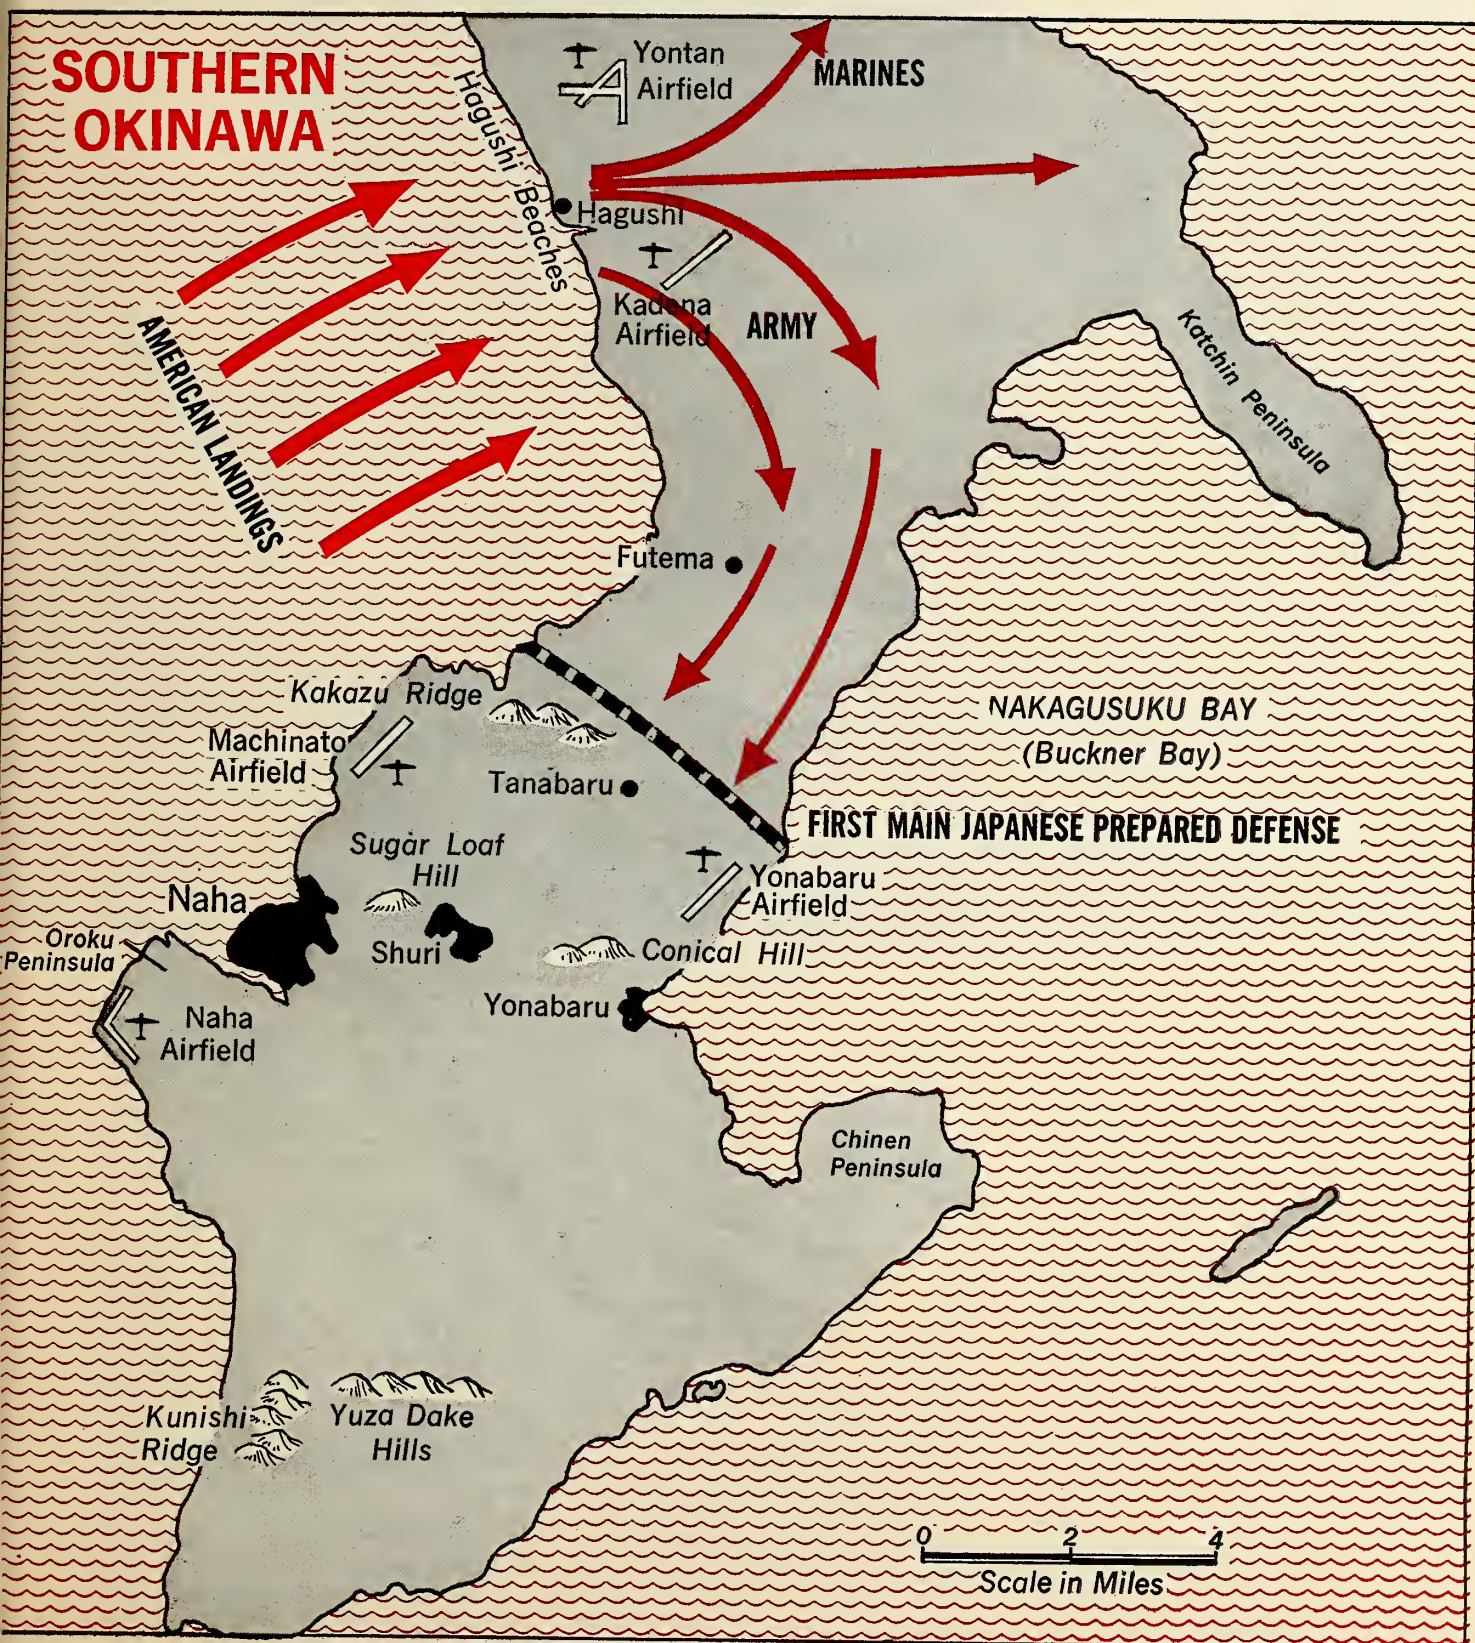 SOUTHERN
OKINAWA
Yontan
Airfield
MARINES
Hagushi Beaches
Hagushi
Kadena
Airfield
ARMY
AMERICAN LANDINGS
Katchin Peninsula
Futema
Kakazu Ridge
NAKAGUSUKU BAY
(Buckner Bay)
Machinato
Airfield
Tanabaru
FIRST MAIN JAPANESE PREPARED DEFENSE
Sugar Loaf
Hill
Yonabaru
Airfield
Naha
Shuri
Conical Hill
Oroku
Peninsula
Yonabaru
Naha
Airfield
Chinen
Peninsula
Kunishi
Ridge
Yuza Dake
Hills
0 2 4
Scale in Miles